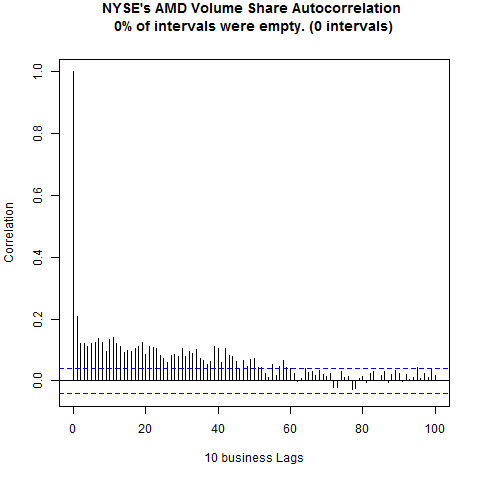 NYSE's AMD Volume Share Autocorrelation
0% of intervals were empty. (0 intervals)
1.0
0.8
0.6
0.4
0.2
0.0
Correlation
0 20 40 60 80 100
10 business Lags